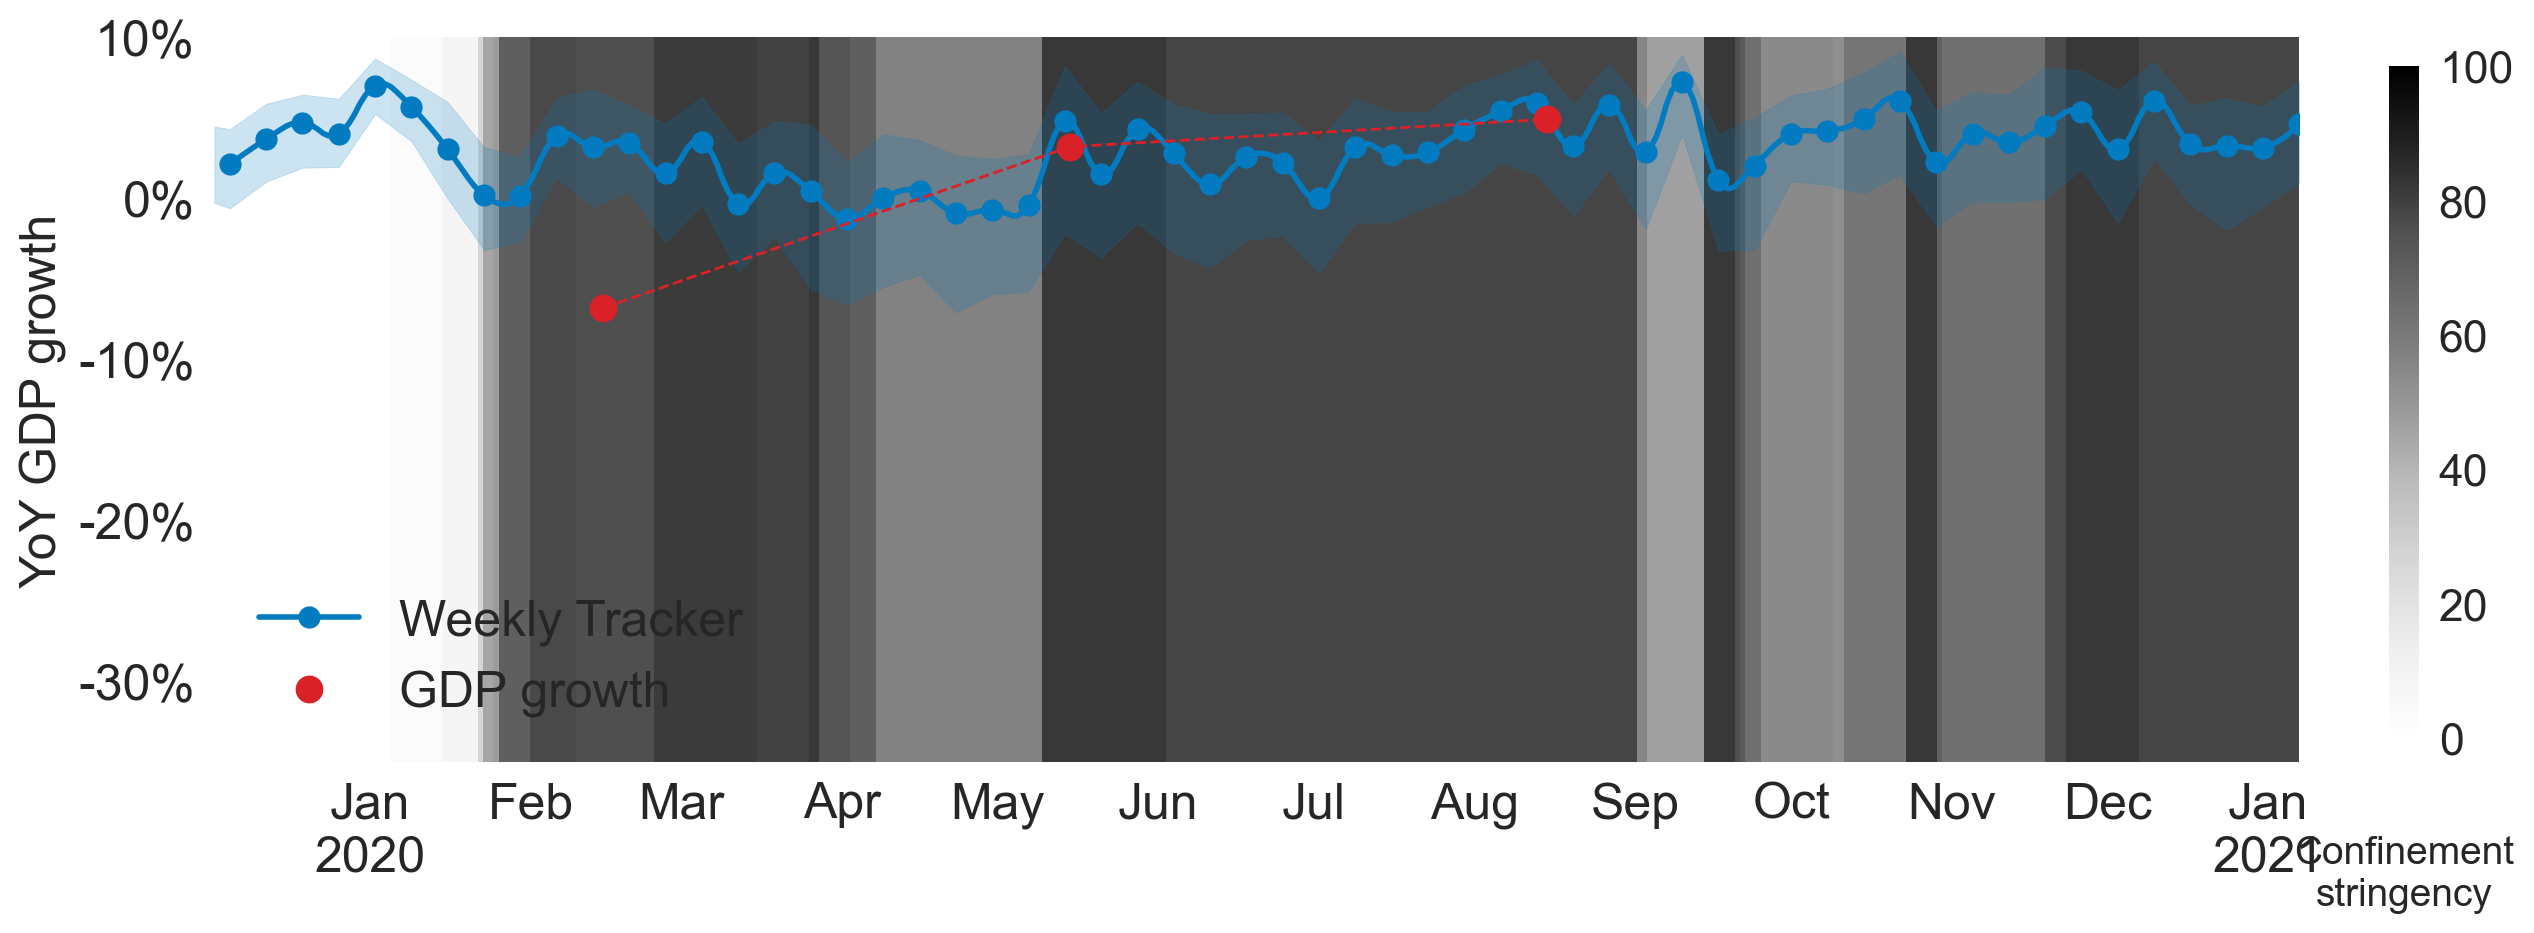 YoY GDP growth
10%
0%
-10%
-20%
-30%
Weekly Tracker
GDP growth
Jan Feb Mar Apr May Jun Jul Aug Sep Oct Nov Dec Jan
2020 2021
100
80
60
40
20
0
Confinement
stringency